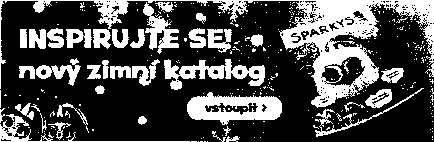 INSPIRUJTE SE!
nový zimní katalog
SPARKYS
vstoupit >